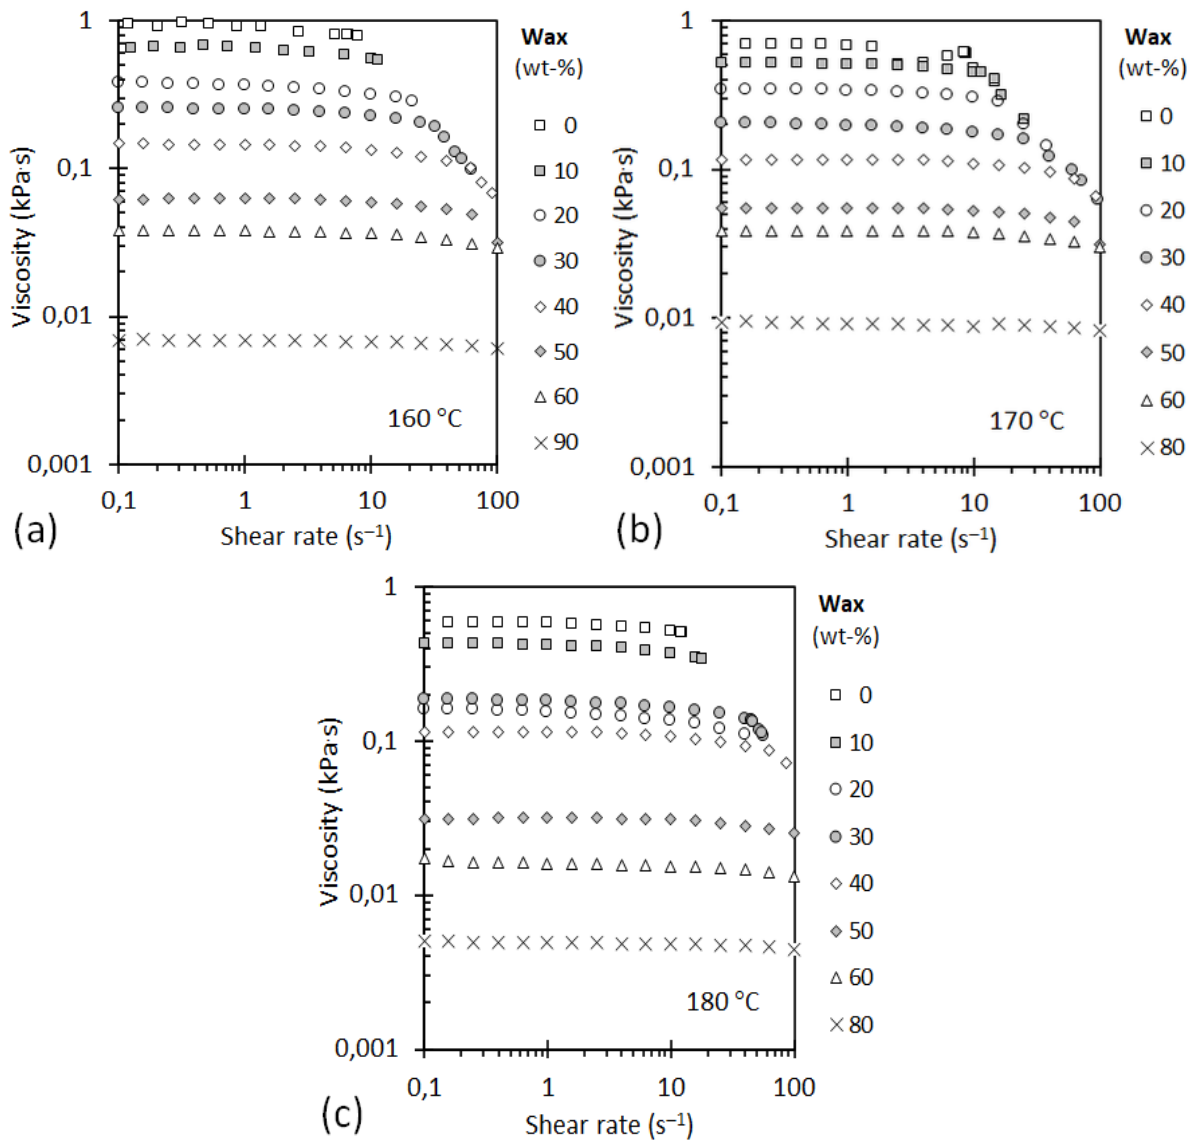 1
0,1
0,01
0,001
Viscosity (kPa·s)
160 °C
0,1 1 10 100
Shear rate (s⁻¹)
(a)
Wax
(wt-%)
0
10
20
30
40
50
60
90
1
0,1
0,01
0,001
Viscosity (kPa·s)
170 °C
0,1 1 10 100
Shear rate (s⁻¹)
(b)
Wax
(wt-%)
0
10
20
30
40
50
60
80
1
0,1
0,01
0,001
Viscosity (kPa·s)
180 °C
0,1 1 10 100
Shear rate (s⁻¹)
(c)
Wax
(wt-%)
0
10
20
30
40
50
60
80